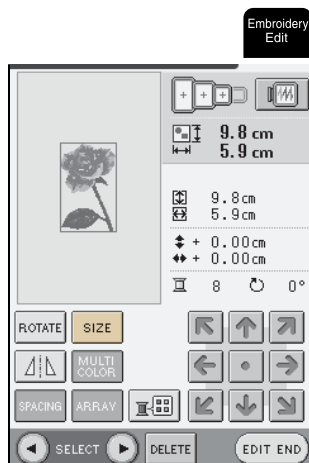 Embroidery
Edit
9.8 cm
5.9 cm
9.8cm
5.9cm
+ 0.00cm
+ 0.00cm
8 0°
ROTATE SIZE
MULTI
COLOR
SPACING ARRAY
SELECT DELETE EDIT END